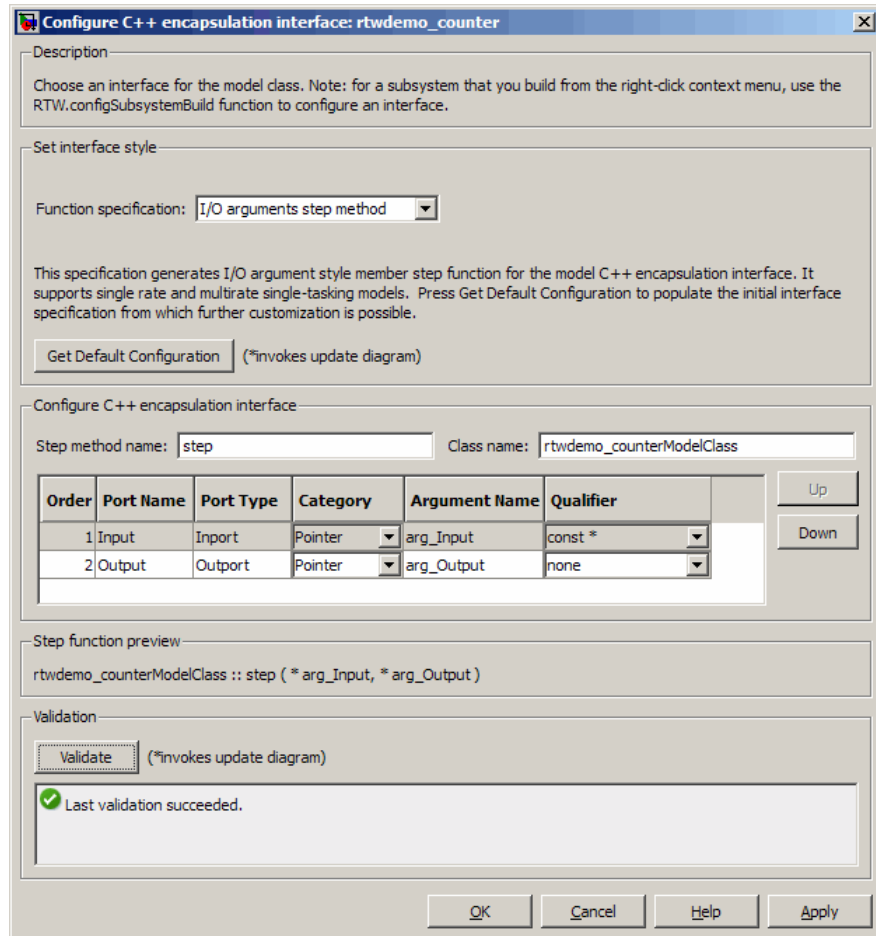 Configure C++ encapsulation interface: rtwdemo_counter
Description
Choose an interface for the model class. Note: for a subsystem that you build from the right-click context menu, use the
RTW.configSubsystemBuild function to configure an interface.
Set interface style
Function specification: I/O arguments step method
This specification generates I/O argument style member step function for the model C++ encapsulation interface. It
supports single rate and multirate single-tasking models. Press Get Default Configuration to populate the initial interface
specification from which further customization is possible.
Get Default Configuration (*invokes update diagram)
Configure C++ encapsulation interface
Step method name: step Class name: rtwdemo_counterModelClass
Order Port Name Port Type Category Argument Name Qualifier Up
1 Input Inport Pointer arg_Input const * Down
2 Output Outport Pointer arg_Output none
Step function preview
rtwdemo_counterModelClass :: step ( * arg_Input, * arg_Output )
Validation
Validate (*invokes update diagram)
Last validation succeeded.
OK Cancel Help Apply